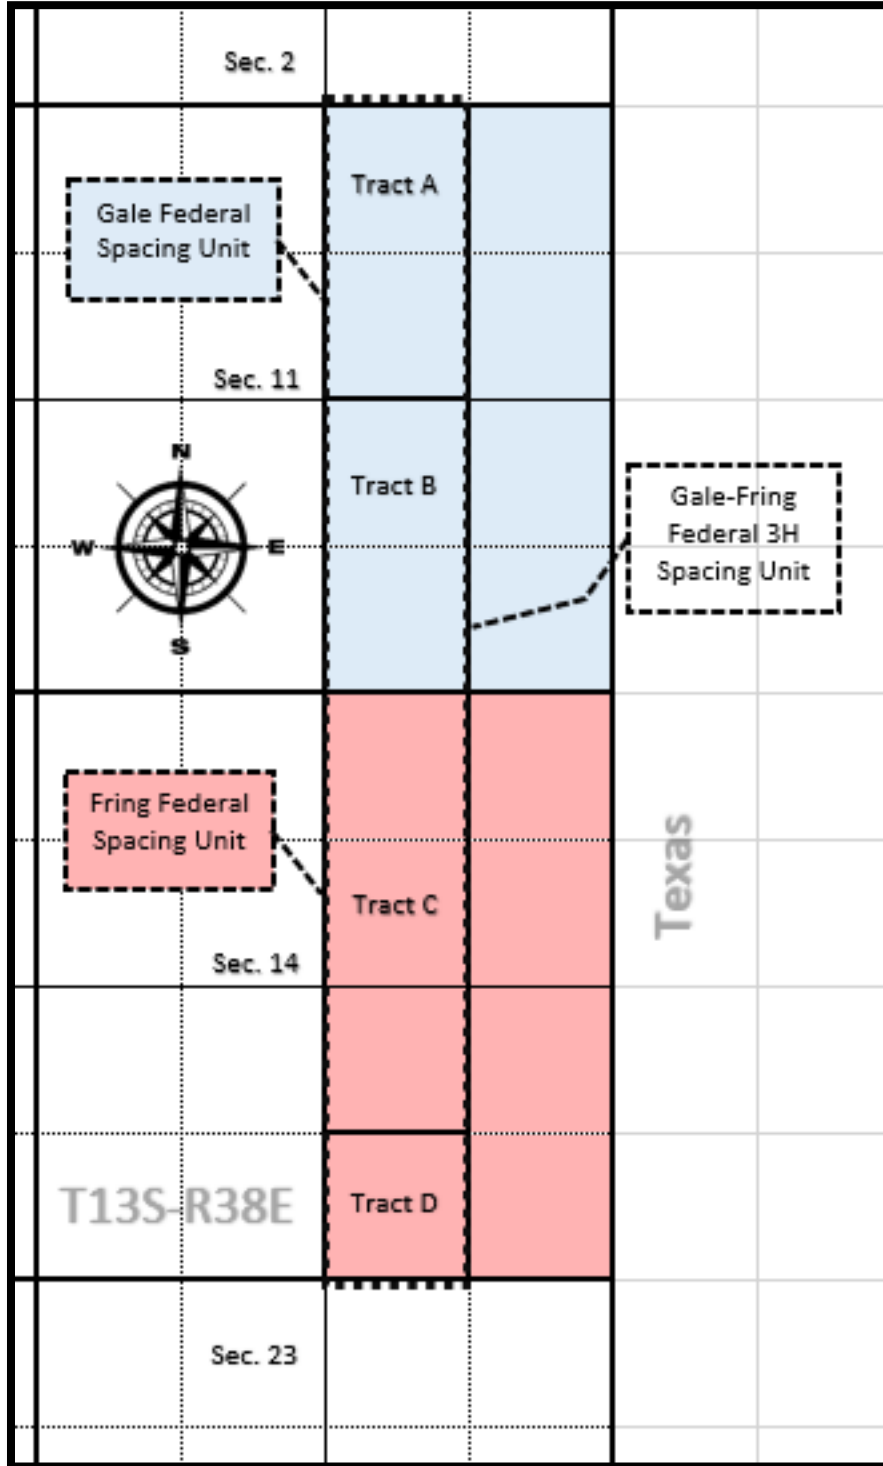 Sec. 2
Tract A
Gale Federal
Spacing Unit
Sec. 11
N
W
E
S
Tract B
Gale-Fring
Federal 3H
Spacing Unit
Fring Federal
Spacing Unit
Tract C
Texas
Sec. 14
T13S-R38E
Tract D
Sec. 23